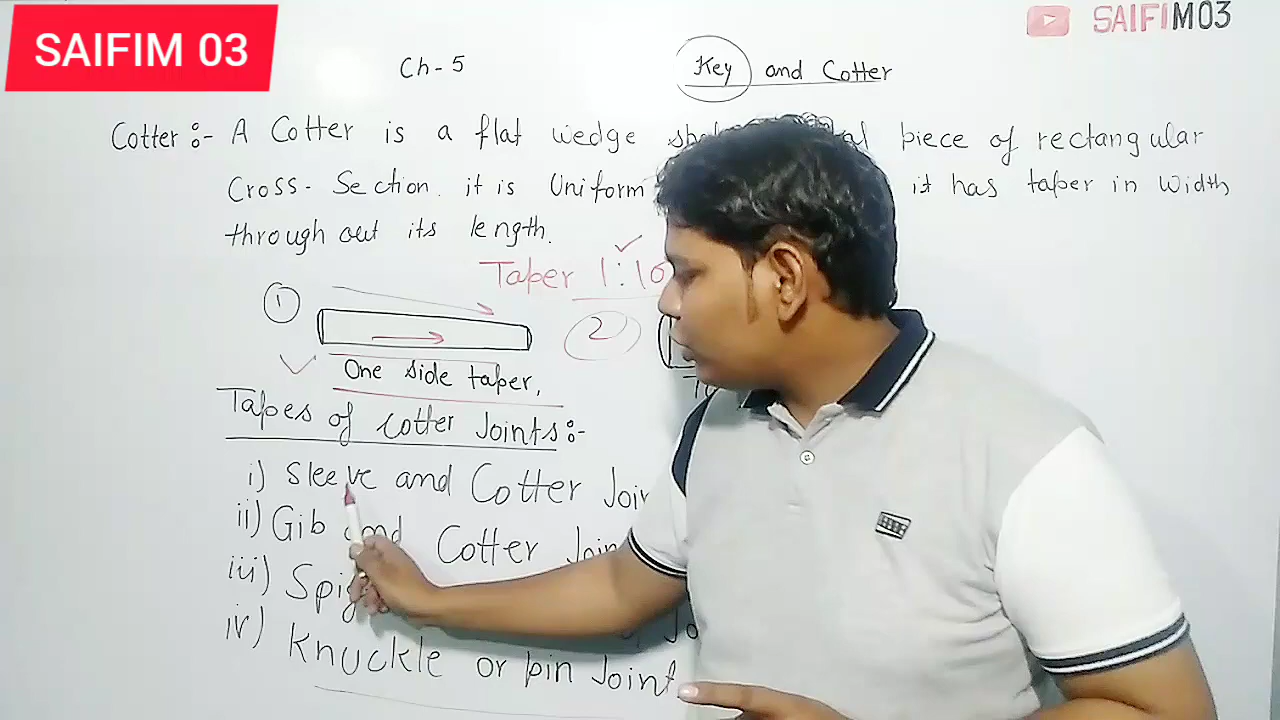 SAIFIM 03
SAIFIM03
Ch-5
Key and Cotter
Cotter :- A Cotter is a flat wedge piece of rectangular
Cross-Section. it is Uniform it has taper in width
through out its length.
Taper 1:10
1
2
One side taper,
Tapes of Cotter Joints :-
i) Sleeve and Cotter
ii) Gib and Cotter
iii)
iv) Knuckle or pin Joint